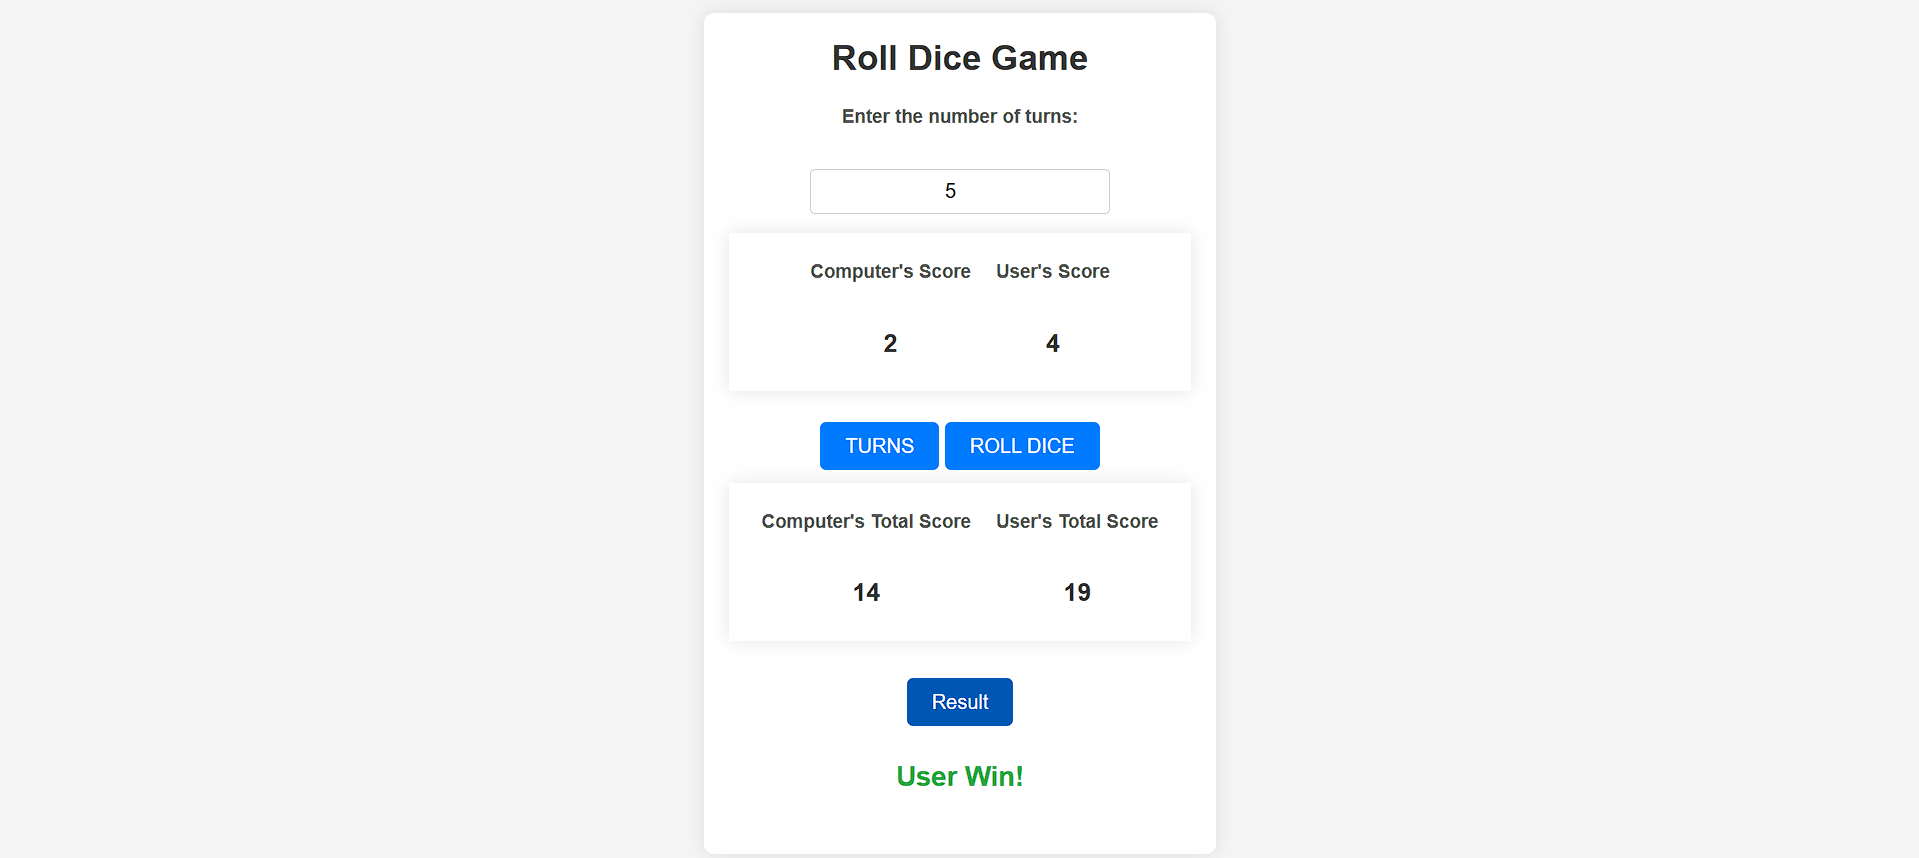 Roll Dice Game
Enter the number of turns:
5
Computer's Score User's Score
2 4
TURNS ROLL DICE
Computer's Total Score User's Total Score
14 19
Result
User Win!